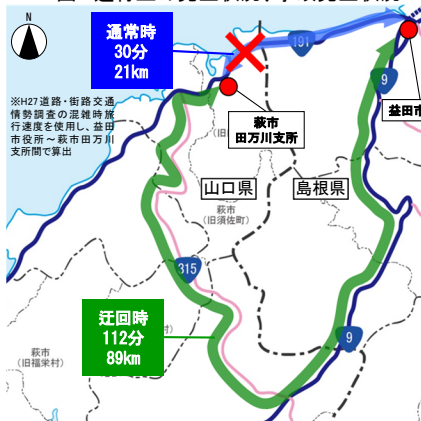 N
通常時
30分
21km
191
9
※H27道路・街路交通
情勢調査の混雑時旅
行速度を使用し、益田
市役所～萩市田万川
支所間で算出
萩市
田万川支所
益田市
山口県
島根県
萩市
(旧須佐町)
315
迂回時
112分
89km
9
萩市
(旧福栄村)